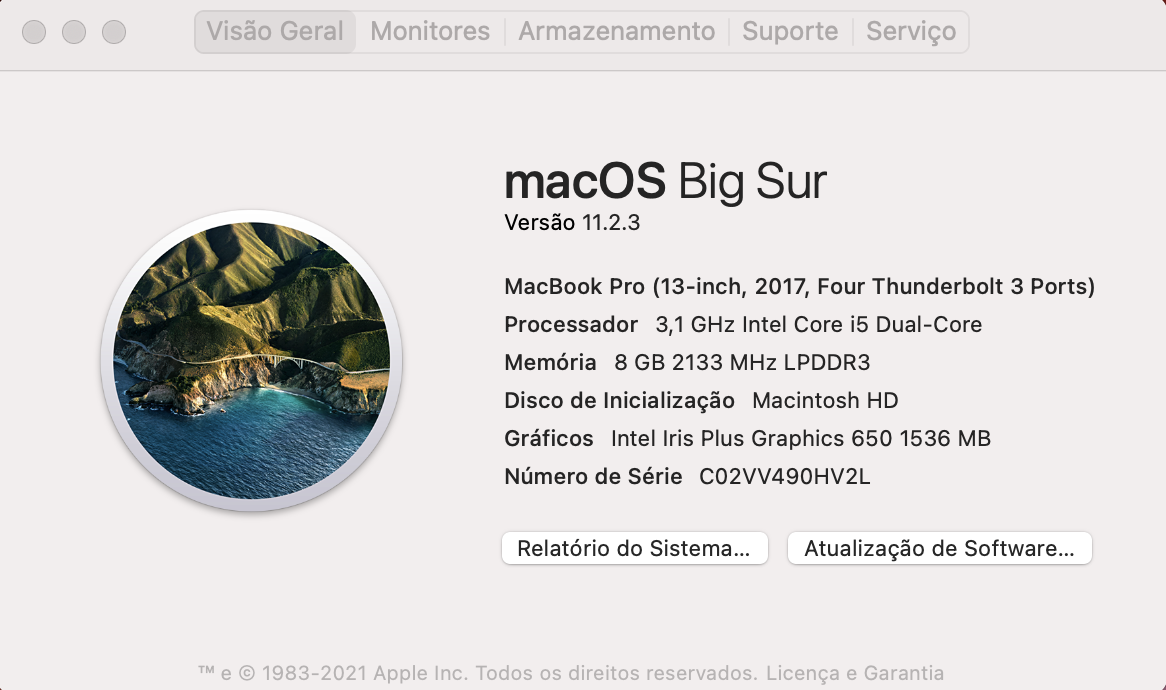 Visão Geral Monitores Armazenamento Suporte Serviço
macOS Big Sur
Versão 11.2.3
MacBook Pro (13-inch, 2017, Four Thunderbolt 3 Ports)
Processador 3,1 GHz Intel Core i5 Dual-Core
Memória 8 GB 2133 MHz LPDDR3
Disco de Inicialização Macintosh HD
Gráficos Intel Iris Plus Graphics 650 1536 MB
Número de Série C02VV490HV2L
Relatório do Sistema... Atualização de Software...
™ e © 1983-2021 Apple Inc. Todos os direitos reservados. Licença e Garantia